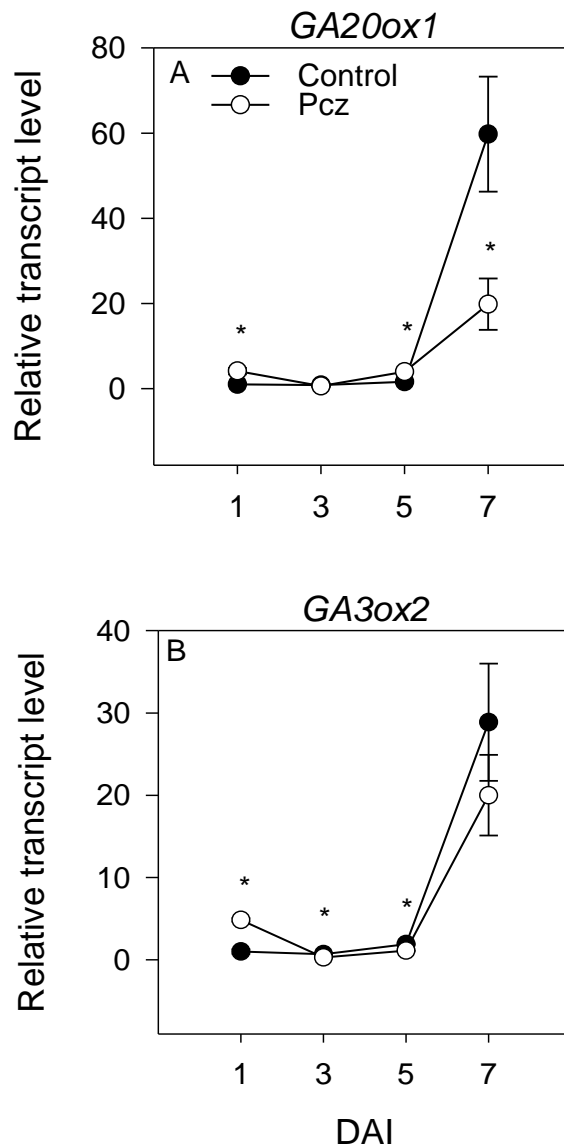 GA20ox1
A
Control
Pcz
Relative transcript level
80
60
40
20
0
*
*
*
1 3 5 7
GA3ox2
B
Relative transcript level
40
30
20
10
0
*
*
*
1 3 5 7
DAI